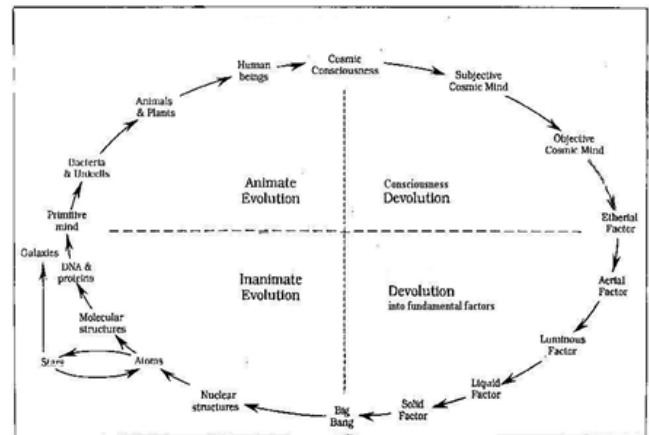 Cosmic
Consciousness
Human
beings
Subjective
Cosmic Mind
Animals
& Plants
Objective
Cosmic Mind
Bacteria
& Unicells
Animate
Evolution
Consciousness
Devolution
Primitive
mind
Etherial
Factor
Galaxies
DNA &
proteins
Inanimate
Evolution
Devolution
into fundamental factors
Aerial
Factor
Molecular
structures
Luminous
Factor
Stars
Atoms
Liquid
Factor
Nuclear
structures
Big
Bang
Solid
Factor